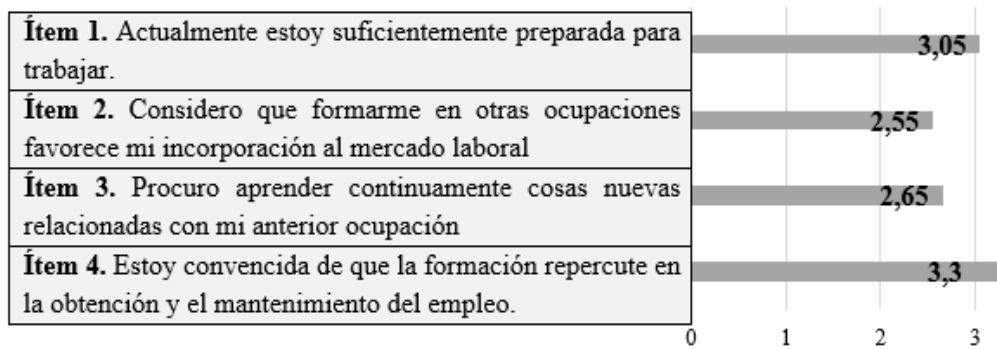 Ítem 1. Actualmente estoy suficientemente preparada para
trabajar.
3,05
Ítem 2. Considero que formarme en otras ocupaciones
favorece mi incorporación al mercado laboral
2,55
Ítem 3. Procuro aprender continuamente cosas nuevas
relacionadas con mi anterior ocupación
2,65
Ítem 4. Estoy convencida de que la formación repercute en
la obtención y el mantenimiento del empleo.
3,3
0 1 2 3